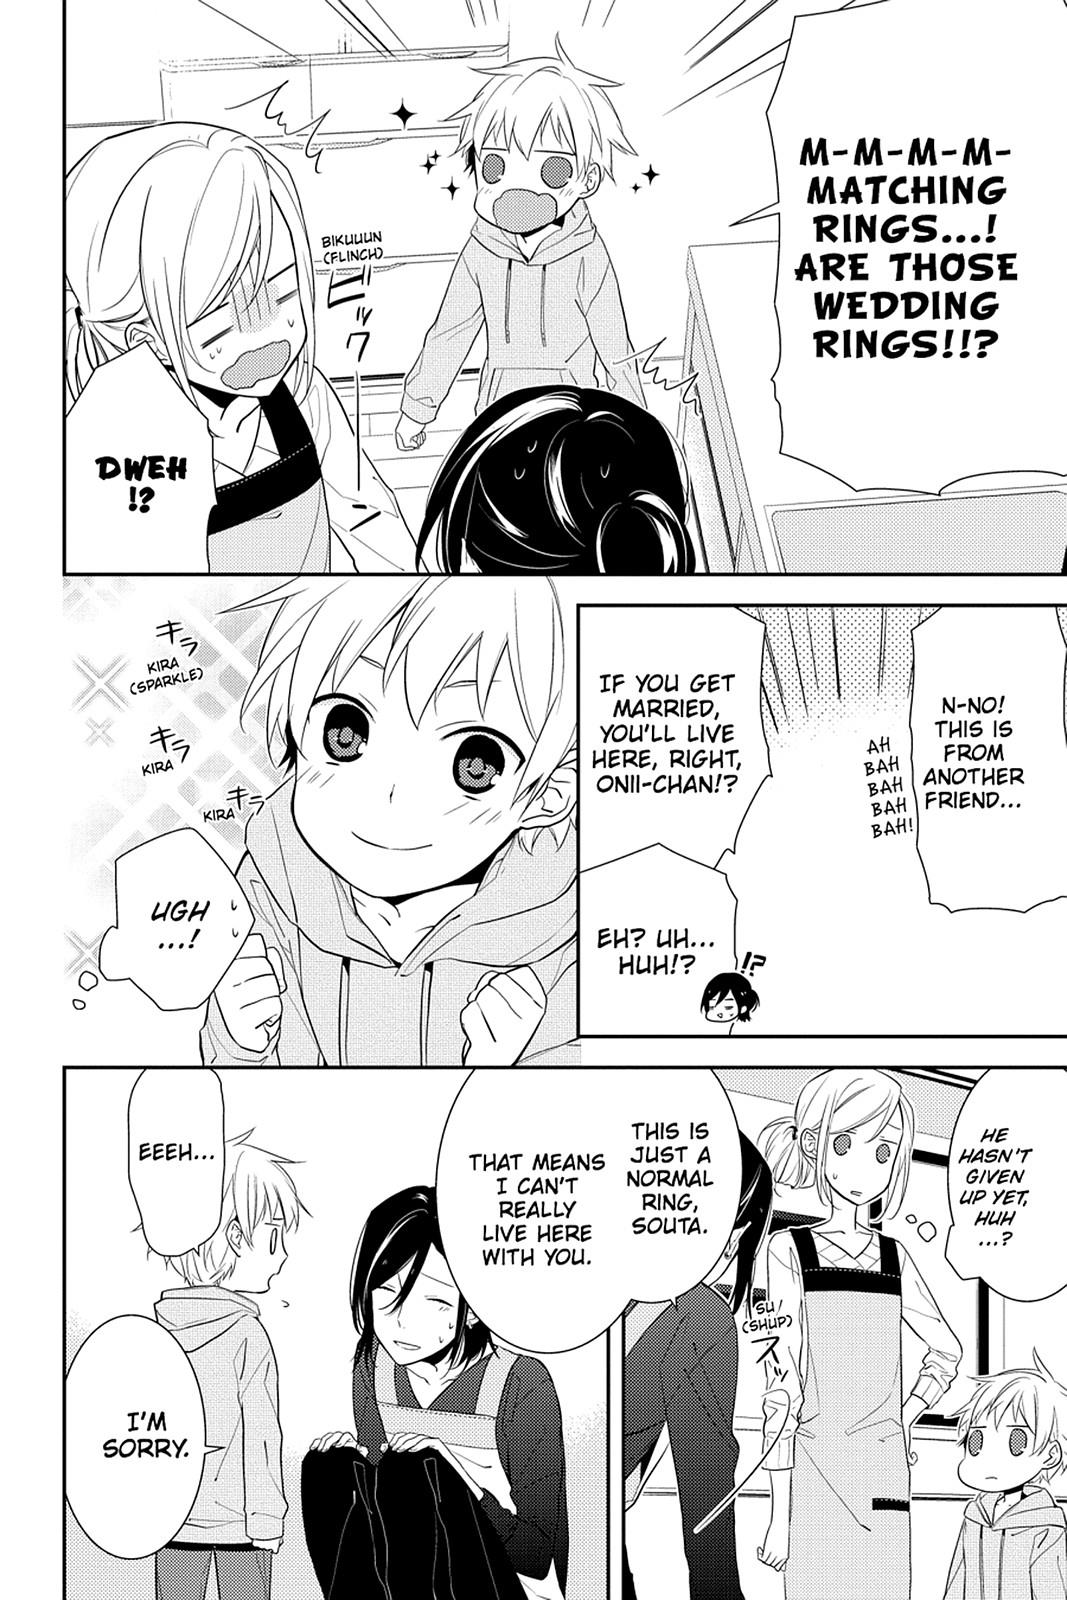 M-M-M-M-
MATCHING
RINGS...!
ARE THOSE
WEDDING
RINGS!!?
BIKUUUN
(FLINCH)
ビクッ
DWEH
!?
N-NO!
THIS IS
FROM
ANOTHER
FRIEND...
AH
BAH
BAH
BAH
BAH!
IF YOU GET
MARRIED,
YOU'LL LIVE
HERE, RIGHT,
ONII-CHAN!?
EH? UH...
HUH!?
!?
キラ
KIRA
(SPARKLE)
キラ
KIRA
キラ
KIRA
UGH
...!
HE
HASN'T
GIVEN
UP YET,
HUH
...?
SU
(SHUP)
ス
THIS IS
JUST A
NORMAL
RING,
SOUTA.
THAT MEANS
I CAN'T
REALLY
LIVE HERE
WITH YOU.
EEEH...
I'M
SORRY.